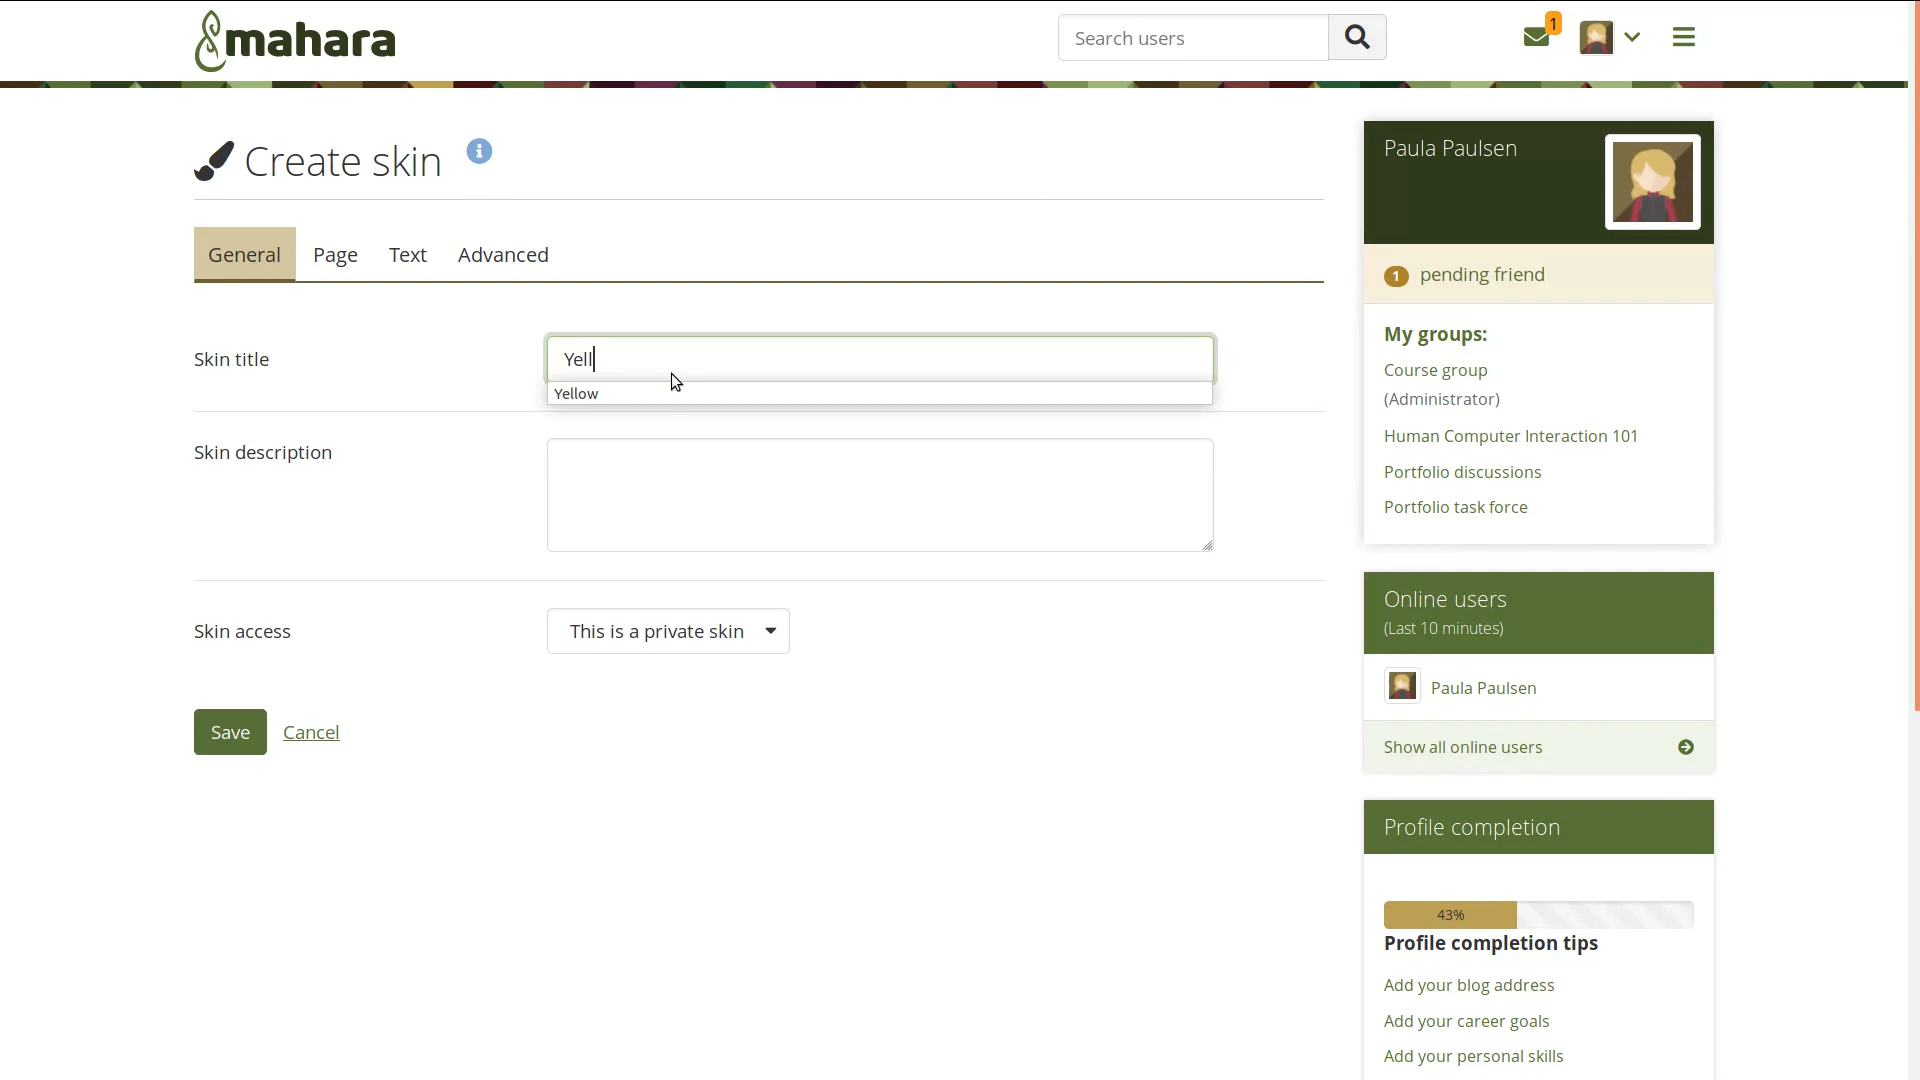 mahara
Search users
1
Create skin
General Page Text Advanced
Skin title
Yell
Yellow
Skin description
Skin access
This is a private skin
Save Cancel
Paula Paulsen
1 pending friend
My groups:
Course group
(Administrator)
Human Computer Interaction 101
Portfolio discussions
Portfolio task force
Online users
(Last 10 minutes)
Paula Paulsen
Show all online users
Profile completion
43%
Profile completion tips
Add your blog address
Add your career goals
Add your personal skills